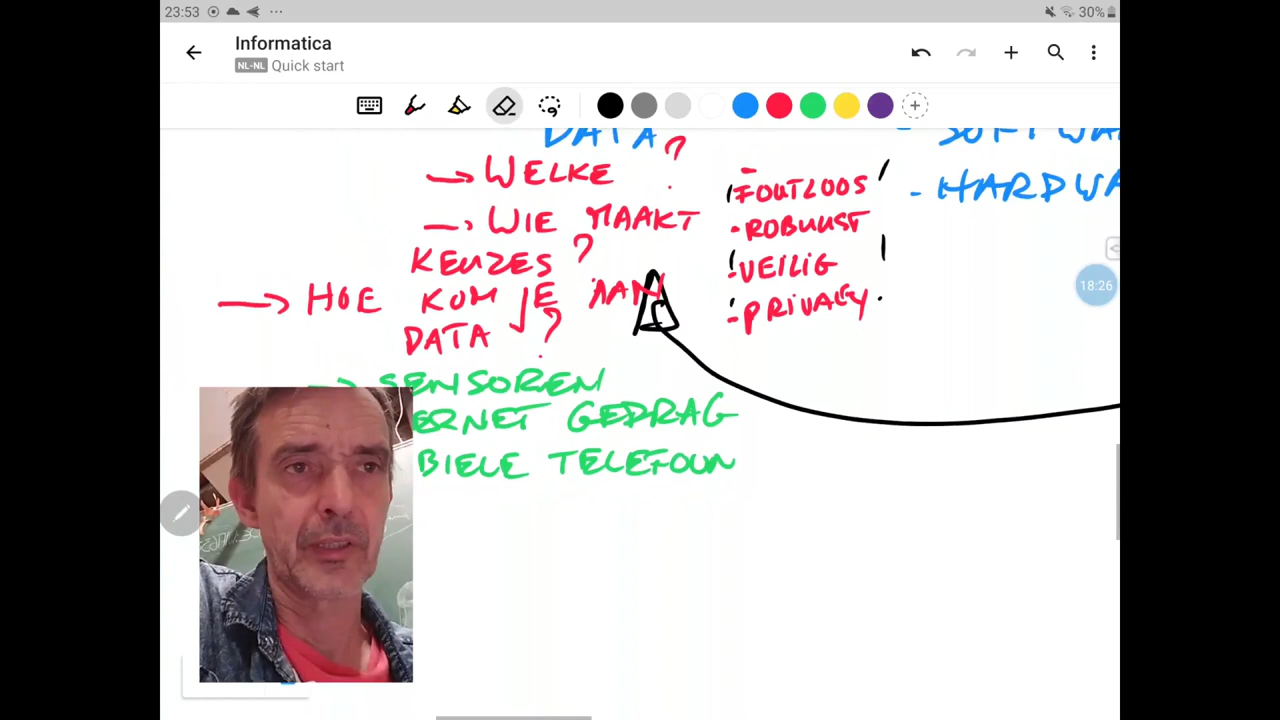 23:53
30%
Informatica
NL-NL Quick start
DATA
→ WELKE ?
→ WIE MAAKT
KEUZES ?
→ HOE KOM JE AAN
DATA ?
→ SENSOREN
ERNET GEDRAG
BIELE TELEFOON
- FOUTLOOS
- ROBUUST
- VEILIG
- PRIVACY
- SOFTWA
- HARDWA
18:26